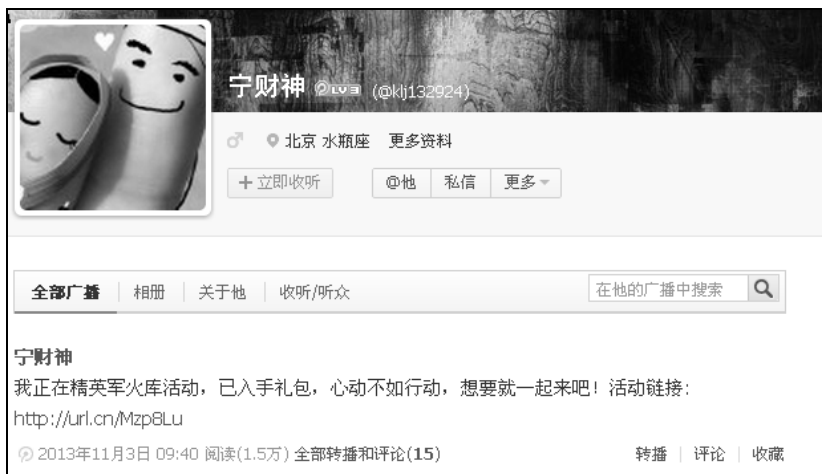 宁财神 LV3 (@klj132924)
北京 水瓶座 更多资料
+立即收听 @他 私信 更多
全部广播 相册 关于他 收听/听众 在他的广播中搜索
宁财神
我正在精英军火库活动，已入手礼包，心动不如行动，想要就一起来吧！活动链接：
http://url.cn/Mzp8Lu
2013年11月3日 09:40 阅读(1.5万) 全部转播和评论(15) 转播 评论 收藏